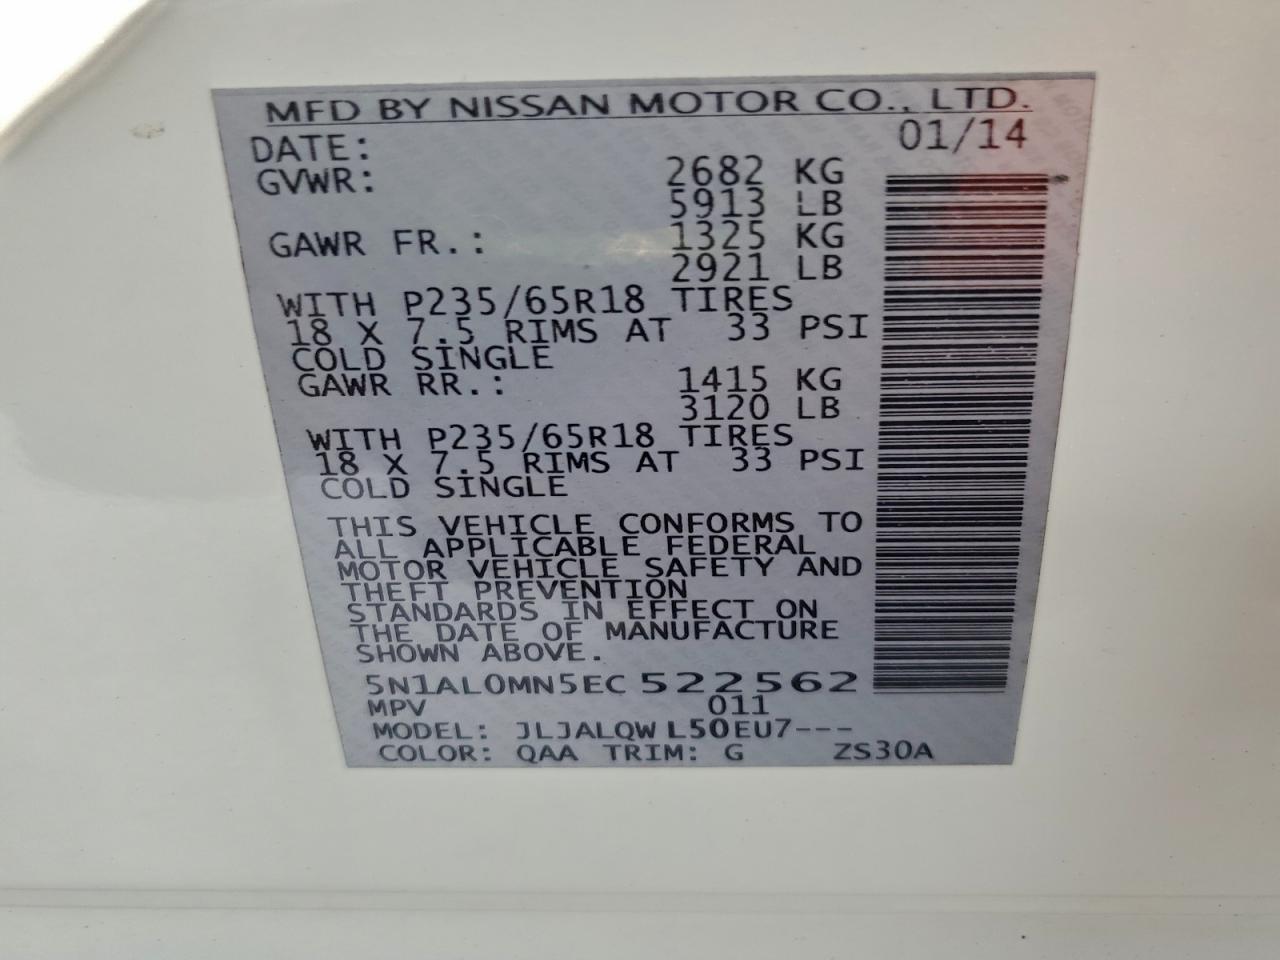 MFD BY NISSAN MOTOR CO., LTD.
DATE: 01/14
GVWR: 2682 KG
5913 LB
GAWR FR.: 1325 KG
2921 LB
WITH P235/65R18 TIRES
18 X 7.5 RIMS AT 33 PSI
COLD SINGLE
GAWR RR.: 1415 KG
3120 LB
WITH P235/65R18 TIRES
18 X 7.5 RIMS AT 33 PSI
COLD SINGLE
THIS VEHICLE CONFORMS TO
ALL APPLICABLE FEDERAL
MOTOR VEHICLE SAFETY AND
THEFT PREVENTION
STANDARDS IN EFFECT ON
THE DATE OF MANUFACTURE
SHOWN ABOVE.
5N1AL0MN5EC 522562
MPV 011
MODEL: JLJALQW L50EU7---
COLOR: QAA TRIM: G ZS30A